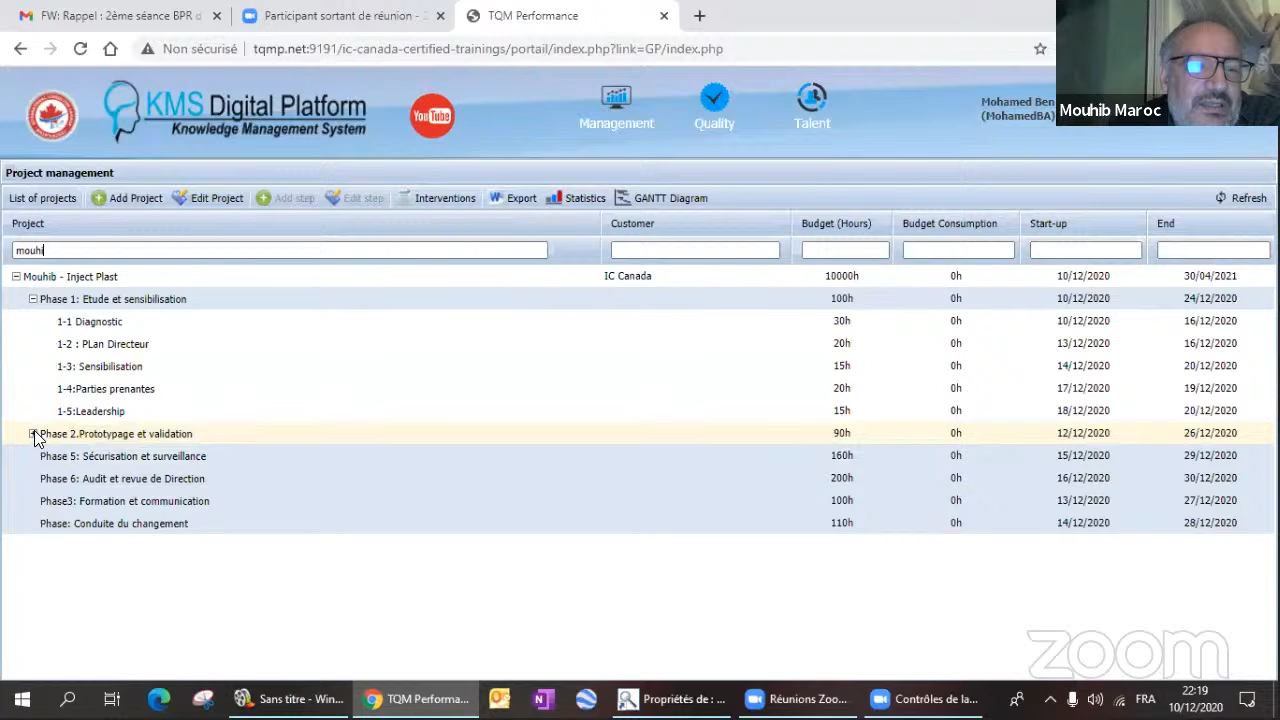 FW: Rappel : 2ème séance BPR d
Participant sortant de réunion - 2
TQM Performance
Non sécurisé
tqmp.net:9191/ic-canada-certified-trainings/portail/index.php?link=GP/index.php
KMS Digital Platform
Knowledge Management System
YouTube
Management
Quality
Talent
Mohamed Ben
(MohamedBA)
Mouhib Maroc
Project management
List of projects
Add Project
Edit Project
Add step
Edit step
Interventions
Export
Statistics
GANTT Diagram
Refresh
Project Customer Budget (Hours) Budget Consumption Start-up End
mouhi
Mouhib - Inject Plast IC Canada 10000h 0h 10/12/2020 30/04/2021
Phase 1: Etude et sensibilisation 100h 0h 10/12/2020 24/12/2020
1-1 Diagnostic 30h 0h 10/12/2020 16/12/2020
1-2 : PLan Directeur 20h 0h 13/12/2020 16/12/2020
1-3: Sensibilisation 15h 0h 14/12/2020 20/12/2020
1-4:Parties prenantes 20h 0h 17/12/2020 19/12/2020
1-5:Leadership 15h 0h 18/12/2020 20/12/2020
Phase 2.Prototypage et validation 90h 0h 12/12/2020 26/12/2020
Phase 5: Sécurisation et surveillance 160h 0h 15/12/2020 29/12/2020
Phase 6: Audit et revue de Direction 200h 0h 16/12/2020 30/12/2020
Phase3: Formation et communication 100h 0h 13/12/2020 27/12/2020
Phase: Conduite du changement 110h 0h 14/12/2020 28/12/2020
zoom
Sans titre - Win...
TQM Performa...
Propriétés de : ...
Réunions Zoo...
Contrôles de la...
FRA
22:19
10/12/2020